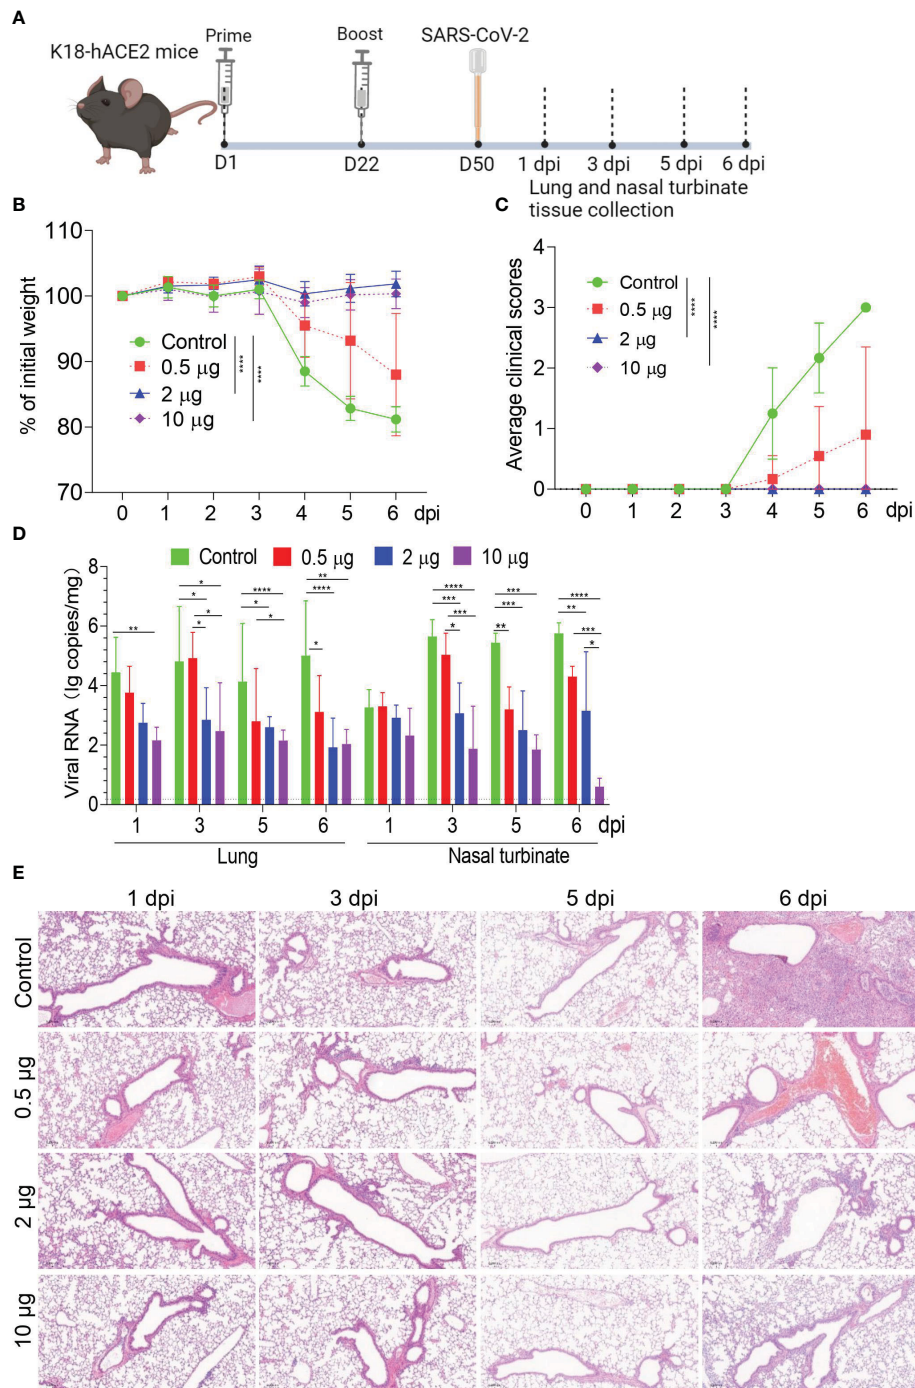 A
K18-hACE2 mice
Prime
Boost
SARS-CoV-2
D1
D22
D50
1 dpi
3 dpi
5 dpi
6 dpi
Lung and nasal turbinate
tissue collection
B
% of initial weight
110
100
90
80
70
Control
0.5 μg
2 μg
10 μg
****
****
0 1 2 3 4 5 6 dpi
C
Average clinical scores
4
3
2
1
0
Control
0.5 μg
2 μg
10 μg
****
****
0 1 2 3 4 5 6 dpi
D
Control 0.5 μg 2 μg 10 μg
Viral RNA (lg copies/mg)
8
6
4
2
0
**
*
*
*
*
****
*
*
**
****
*
****
***
***
*
***
***
**
****
**
***
*
1 3 5 6 1 3 5 6 dpi
Lung Nasal turbinate
E
1 dpi 3 dpi 5 dpi 6 dpi
Control
0.5 μg
2 μg
10 μg